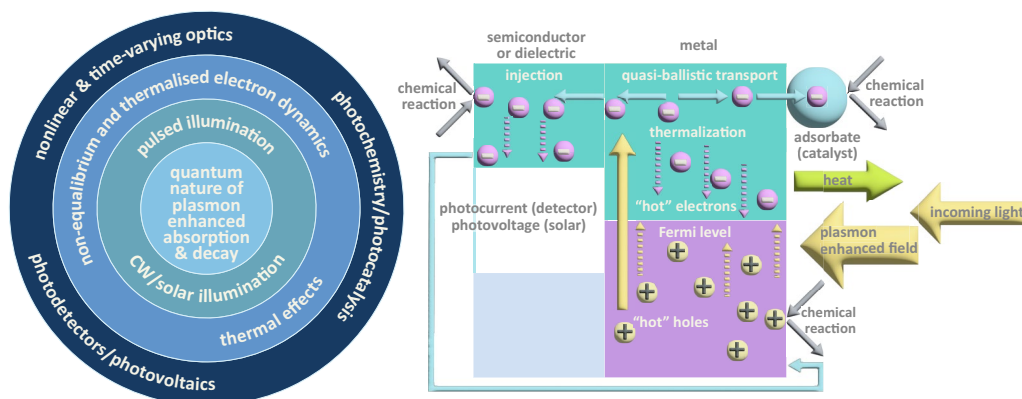 nonlinear & time-varying optics
photochemistry/photocatalysis
photodetectors/photovoltaics
non-equilibrium and thermalised electron dynamics
thermal effects
pulsed illumination
CW/solar illumination
quantum
nature of
plasmon
enhanced
absorption
& decay
semiconductor
or dielectric
metal
injection
quasi-ballistic transport
chemical
reaction
chemical
reaction
thermalization
adsorbate
(catalyst)
heat
"hot" electrons
photocurrent (detector)
photovoltage (solar)
incoming light
Fermi level
plasmon
enhanced field
"hot" holes
chemical
reaction